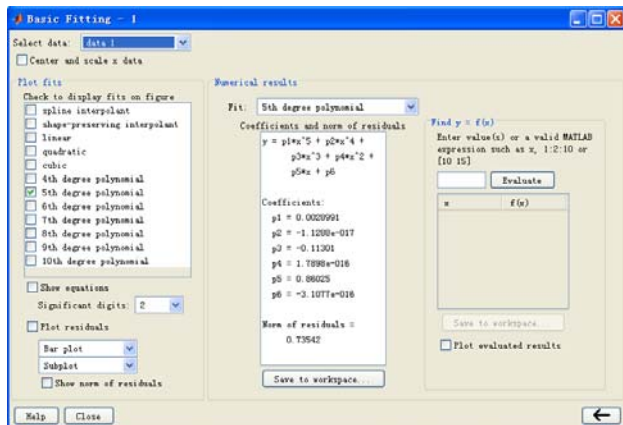 Basic Fitting - 1
Select data: data 1
Center and scale x data
Plot fits
Check to display fits on figure
spline interpolant
shape-preserving interpolant
linear
quadratic
cubic
4th degree polynomial
5th degree polynomial
6th degree polynomial
7th degree polynomial
8th degree polynomial
9th degree polynomial
10th degree polynomial
Show equations
Significant digits: 2
Plot residuals
Bar plot
Subplot
Show norm of residuals
Numerical results
Fit: 5th degree polynomial
Coefficients and norm of residuals
y = p1*x^5 + p2*x^4 +
p3*x^3 + p4*x^2 +
p5*x + p6
Coefficients:
p1 = 0.0028991
p2 = -1.1288e-017
p3 = -0.11301
p4 = 1.7898e-016
p5 = 0.86025
p6 = -3.1077e-016
Norm of residuals =
0.73542
Save to workspace...
Find y = f(x)
Enter value(s) or a valid MATLAB
expression such as x, 1:2:10 or
[10 15]
Evaluate
x f(x)
Save to workspace...
Plot evaluated results
Help Close